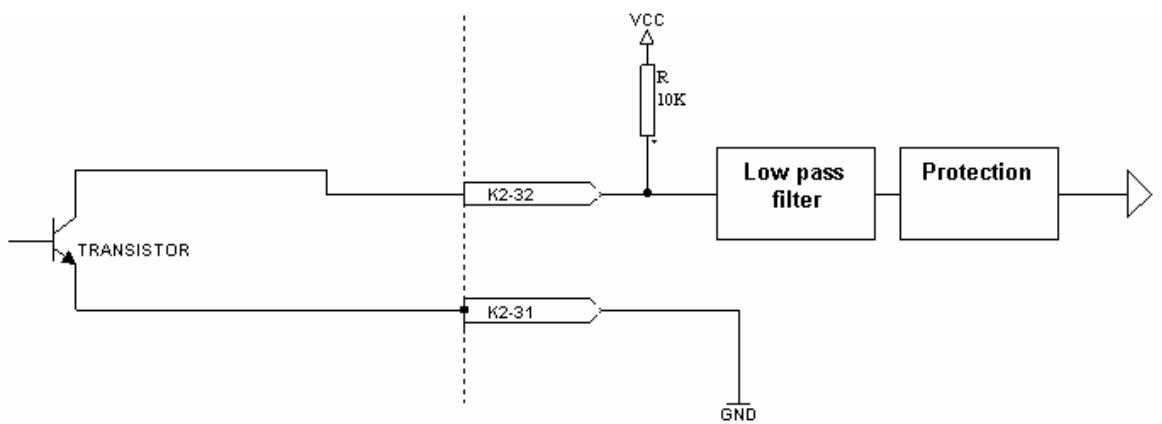 VCC
R
10K
Low pass
filter
Protection
K2-32
TRANSISTOR
K2-31
GND